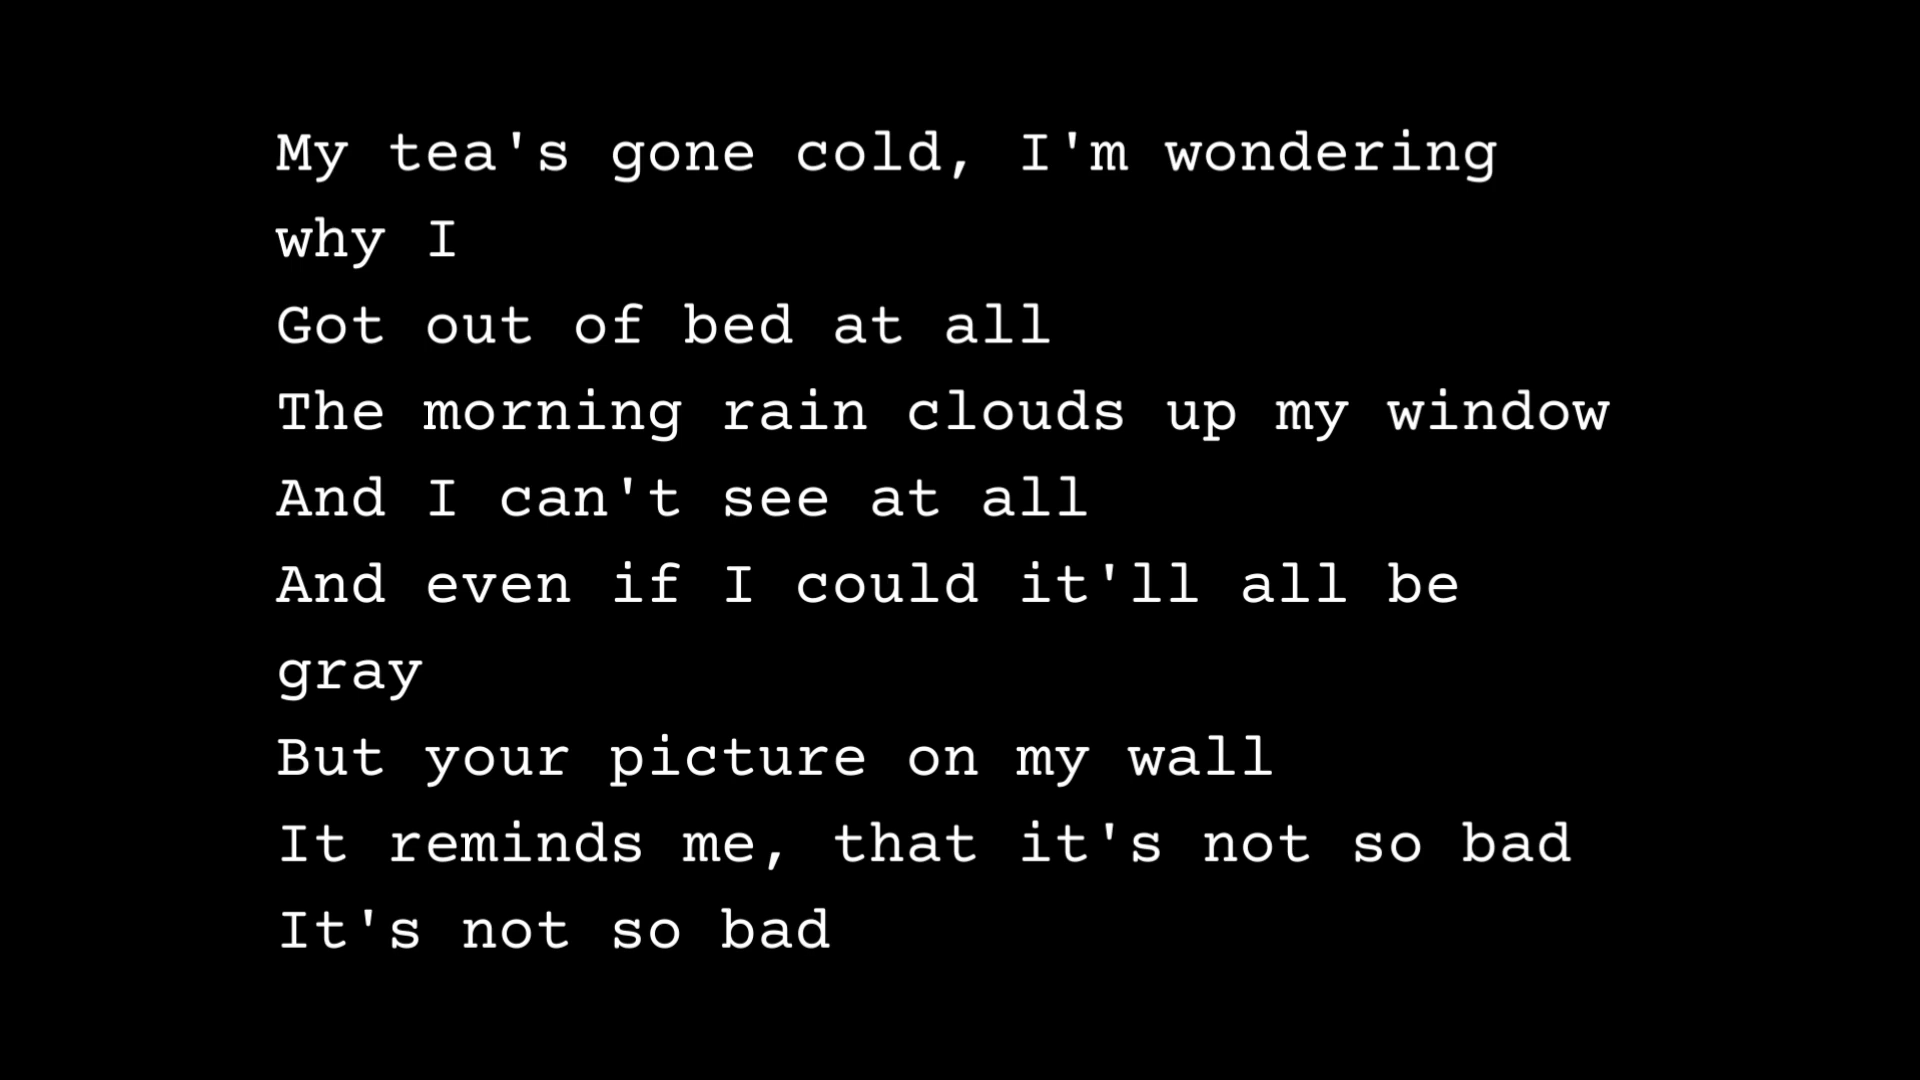 My tea's gone cold, I'm wondering
why I
Got out of bed at all
The morning rain clouds up my window
And I can't see at all
And even if I could it'll all be
gray
But your picture on my wall
It reminds me, that it's not so bad
It's not so bad